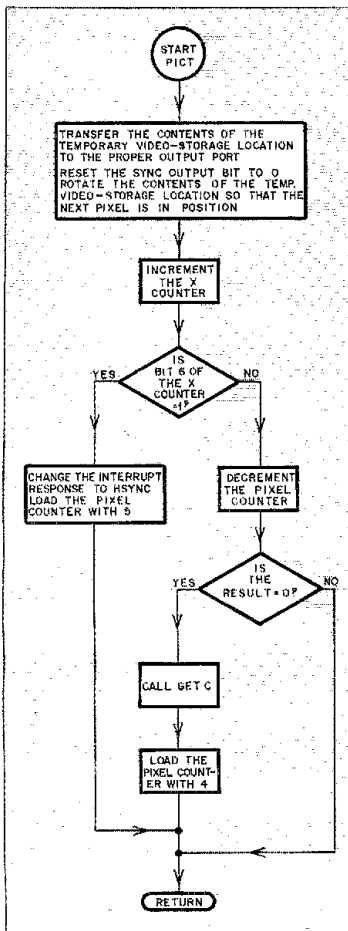 START
PICT
TRANSFER THE CONTENTS OF THE
TEMPORARY VIDEO-STORAGE LOCATION
TO THE PROPER OUTPUT PORT
RESET THE SYNC OUTPUT BIT TO 0
ROTATE THE CONTENTS OF THE TEMP.
VIDEO-STORAGE LOCATION SO THAT THE
NEXT PIXEL IS IN POSITION
INCREMENT
THE X
COUNTER
IS
BIT 6 OF
THE X
COUNTER
=1?
YES
NO
CHANGE THE INTERRUPT
RESPONSE TO HSYNC
LOAD THE PIXEL
COUNTER WITH 5
DECREMENT
THE PIXEL
COUNTER
IS
THE
RESULT=0?
YES
NO
CALL GET C
LOAD THE
PIXEL COUNT-
ER WITH 4
RETURN